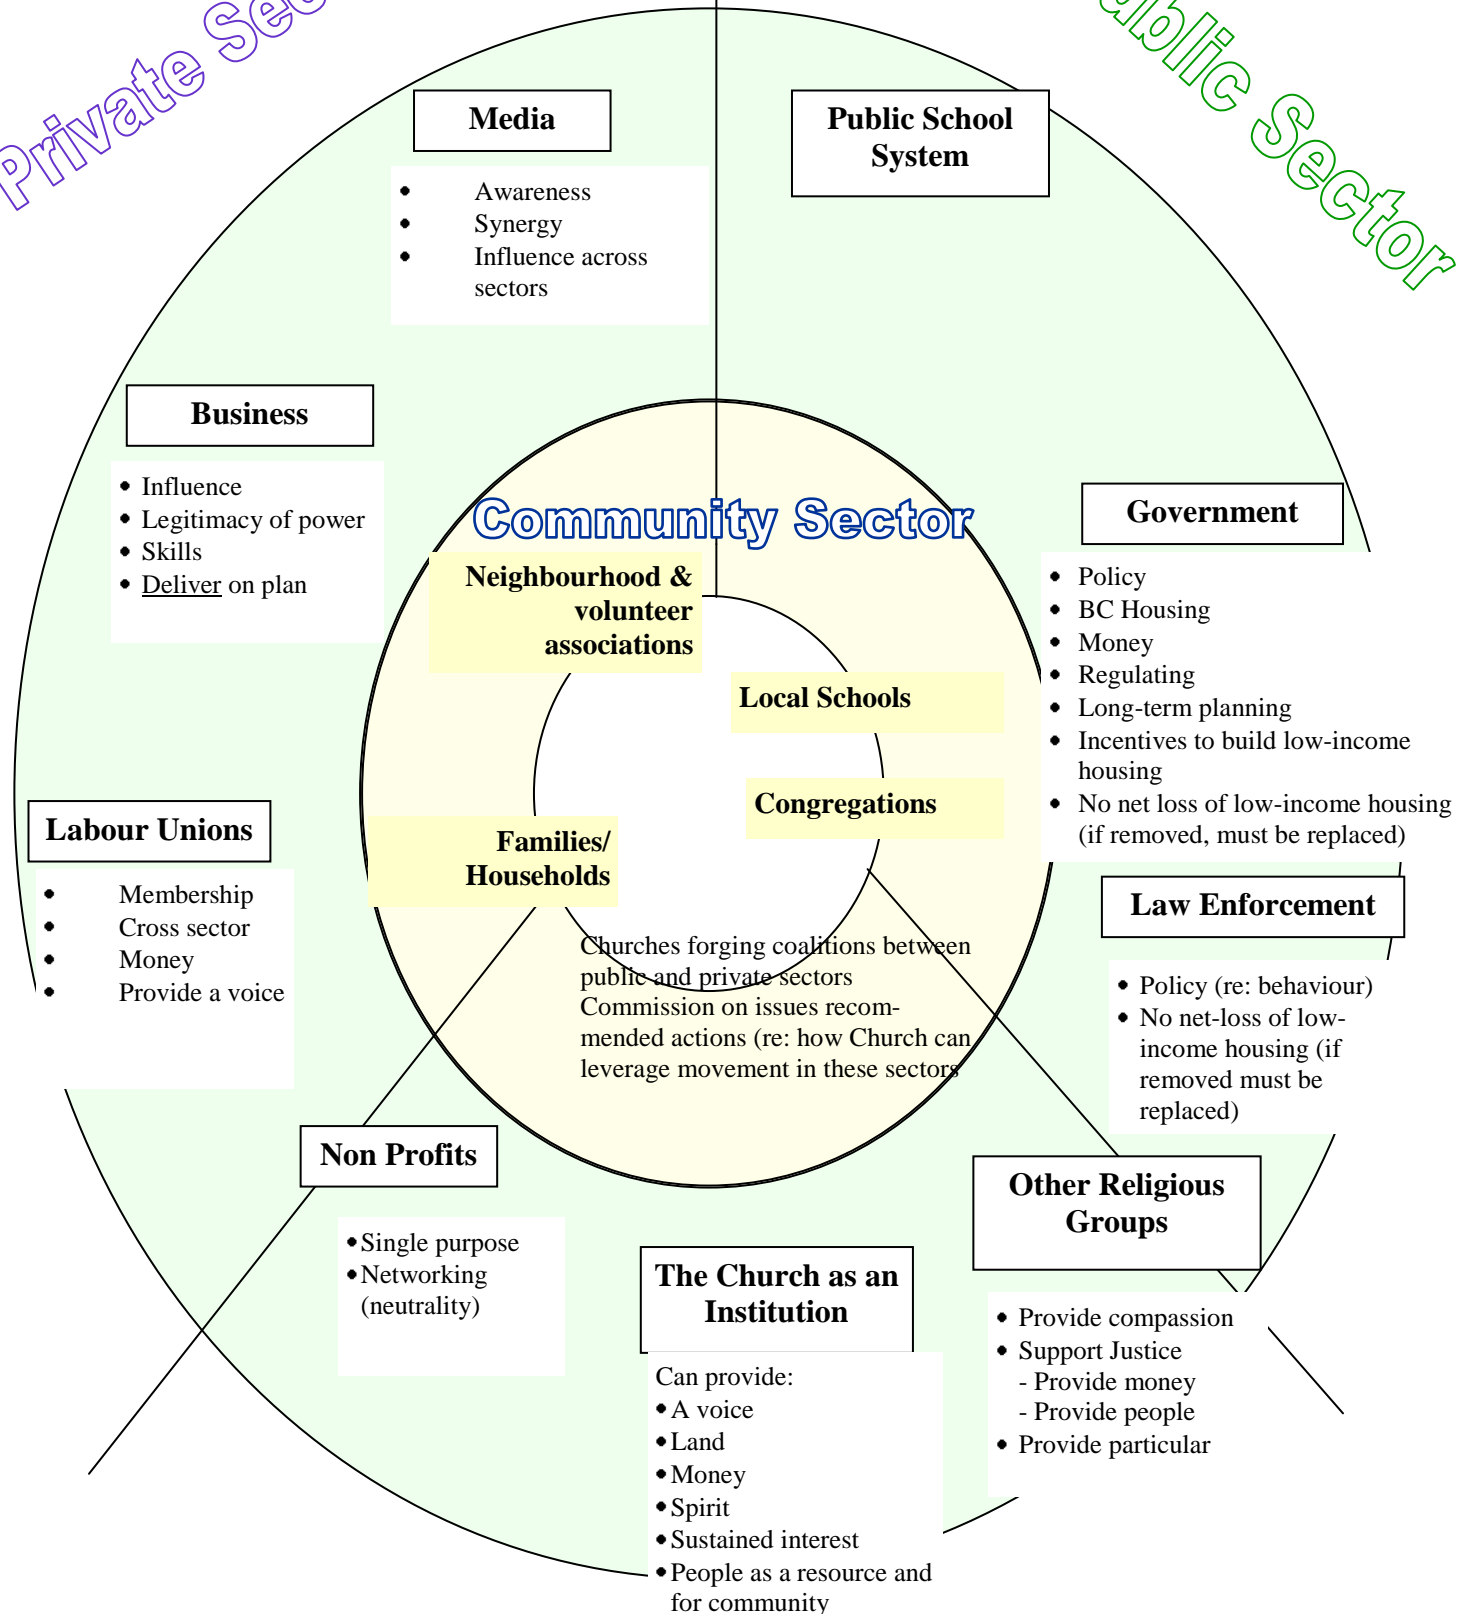 Private
Sector
Media
• Awareness
• Synergy
• Influence across
sectors
Public School
System
Business
• Influence
• Legitimacy of power
• Skills
• Deliver on plan
Community Sector
Neighbourhood &
volunteer
associations
Local Schools
Congregations
Families/
Households
Churches forging coalitions between
public and private sectors
Commission on issues recom-
mended actions (re: how Church can
leverage movement in these sectors
Government
• Policy
• BC Housing
• Money
• Regulating
• Long-term planning
• Incentives to build low-income
housing
• No net loss of low-income housing
(if removed, must be replaced)
Labour Unions
• Membership
• Cross sector
• Money
• Provide a voice
Law Enforcement
• Policy (re: behaviour)
• No net-loss of low-
income housing (if
removed must be
replaced)
Non Profits
• Single purpose
• Networking
(neutrality)
The Church as an
Institution
Can provide:
• A voice
• Land
• Money
• Spirit
• Sustained interest
• People as a resource and
for community
Other Religious
Groups
• Provide compassion
• Support Justice
- Provide money
- Provide people
• Provide particular